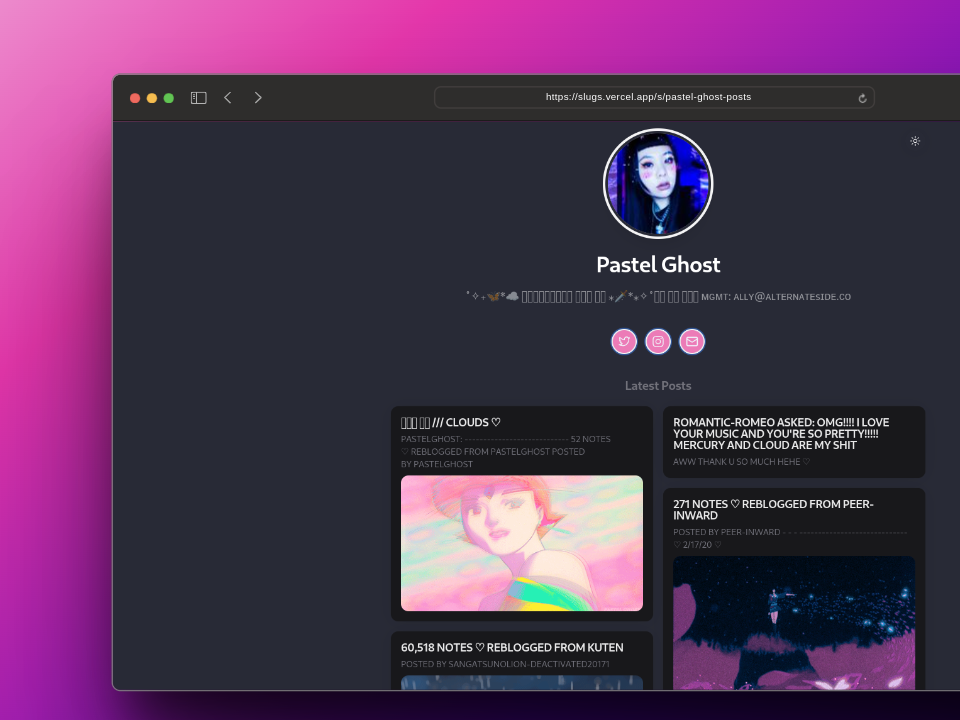 https://slugs.vercel.app/s/pastel-ghost-posts
Pastel Ghost
MGMT: ALLY@ALTERNATESIDE.CO
Latest Posts
/// CLOUDS ♡
PASTELGHOST: ---------------------------------- 52 NOTES
♡ REBLOGGED FROM PASTELGHOST POSTED
BY PASTELGHOST
60,518 NOTES ♡ REBLOGGED FROM KUTEN
POSTED BY SANGATSUNOLION-DEACTIVATED20171
ROMANTIC-ROMEO ASKED: OMG!!!! I LOVE
YOUR MUSIC AND YOU'RE SO PRETTY!!!!!
MERCURY AND CLOUD ARE MY SHIT
AWW THANK U SO MUCH HEHE ♡
271 NOTES ♡ REBLOGGED FROM PEER-
INWARD
POSTED BY PEER-INWARD - - - ------------------------------------
♡ 2/17/20 ♡